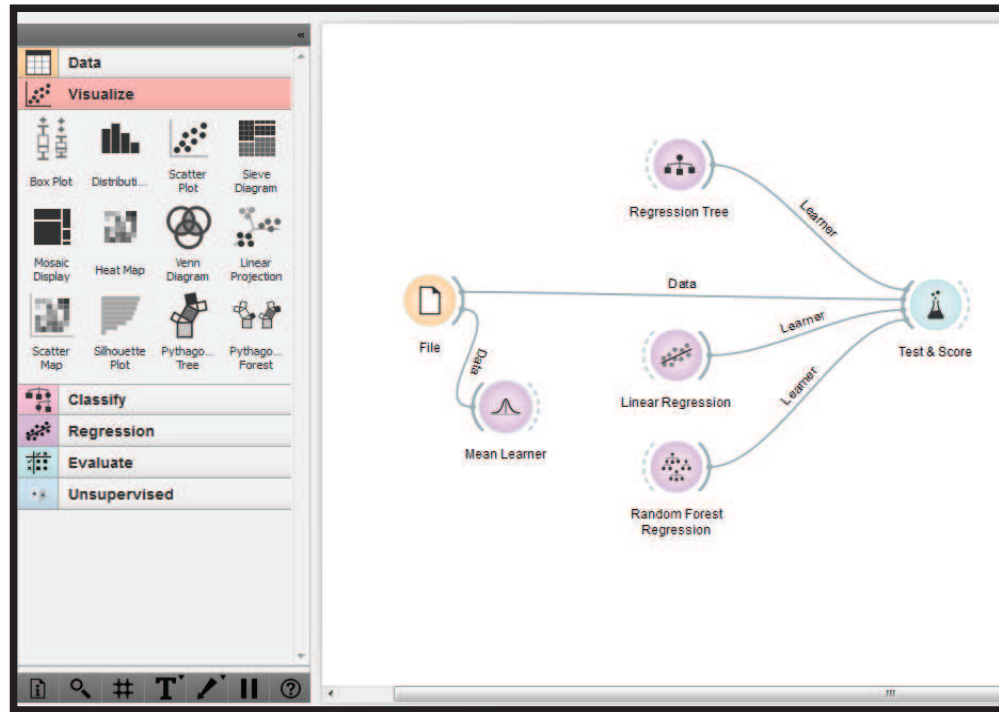 Data
Visualize
Box Plot
Distributi...
Scatter
Plot
Sieve
Diagram
Mosaic
Display
Heat Map
Venn
Diagram
Linear
Projection
Scatter
Map
Silhouette
Plot
Pythago...
Tree
Pythago...
Forest
Classify
Regression
Evaluate
Unsupervised
Regression Tree
Learner
Data
File
Data
Mean Learner
Learner
Linear Regression
Learner
Random Forest
Regression
Test & Score